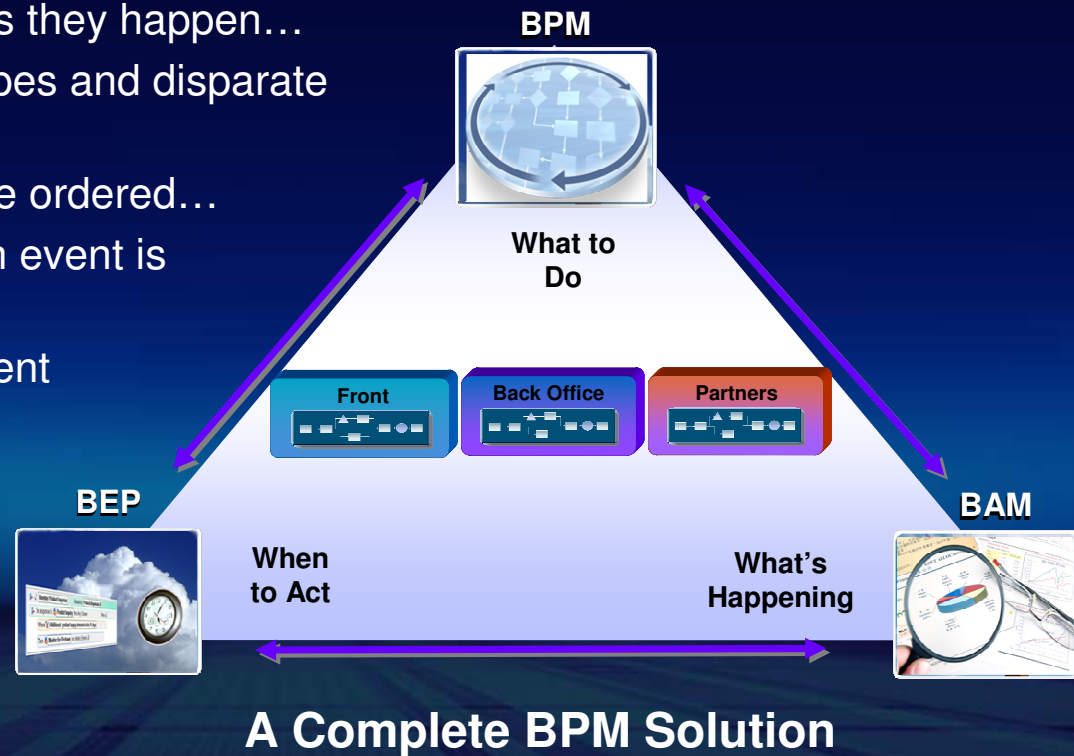 s they happen…
BPM
pes and disparate
e ordered…
n event is
What to
Do
ent
Front
Back Office
Partners
BEP
BAM
When
to Act
What's
Happening
A Complete BPM Solution